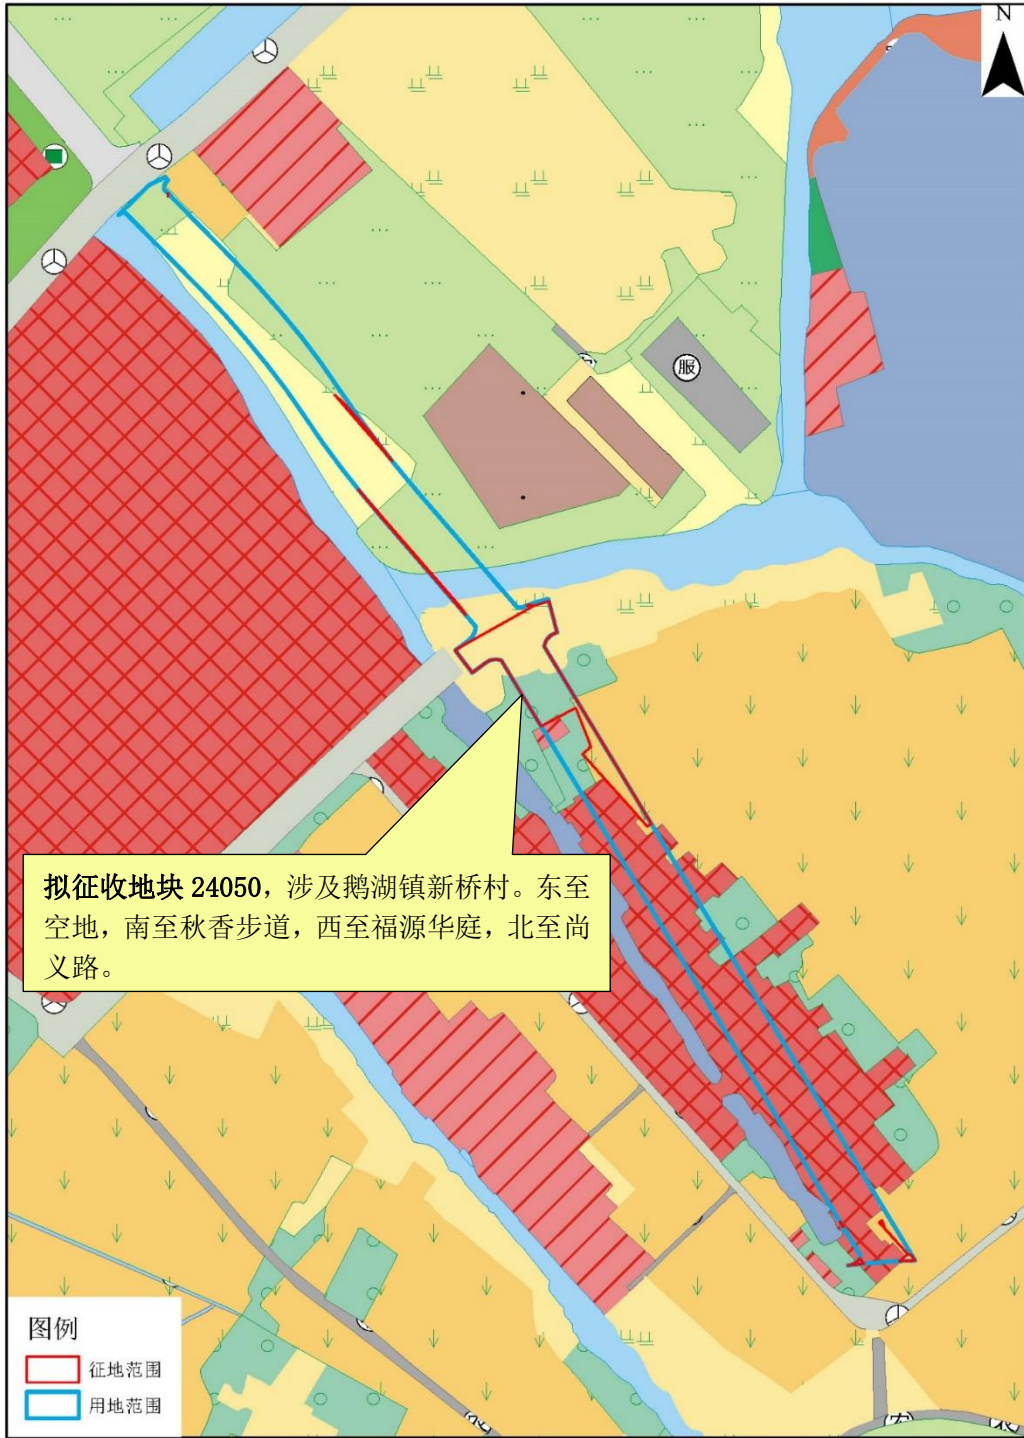 N
服
拟征收地块 24050，涉及鹅湖镇新桥村。东至
空地，南至秋香步道，西至福源华庭，北至尚
义路。
图例
征地范围
用地范围
农
农